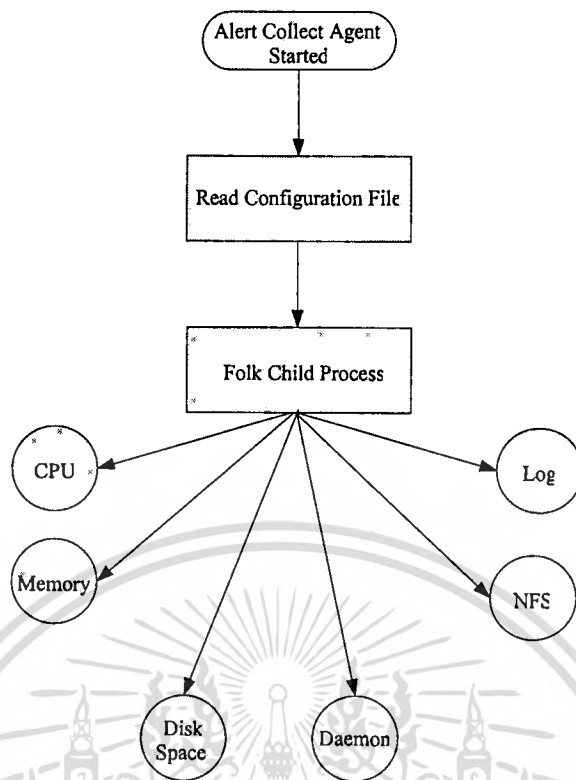 Alert Collect Agent
Started
Read Configuration File
Folk Child Process
CPU
Log
Memory
NFS
Disk
Space
Daemon